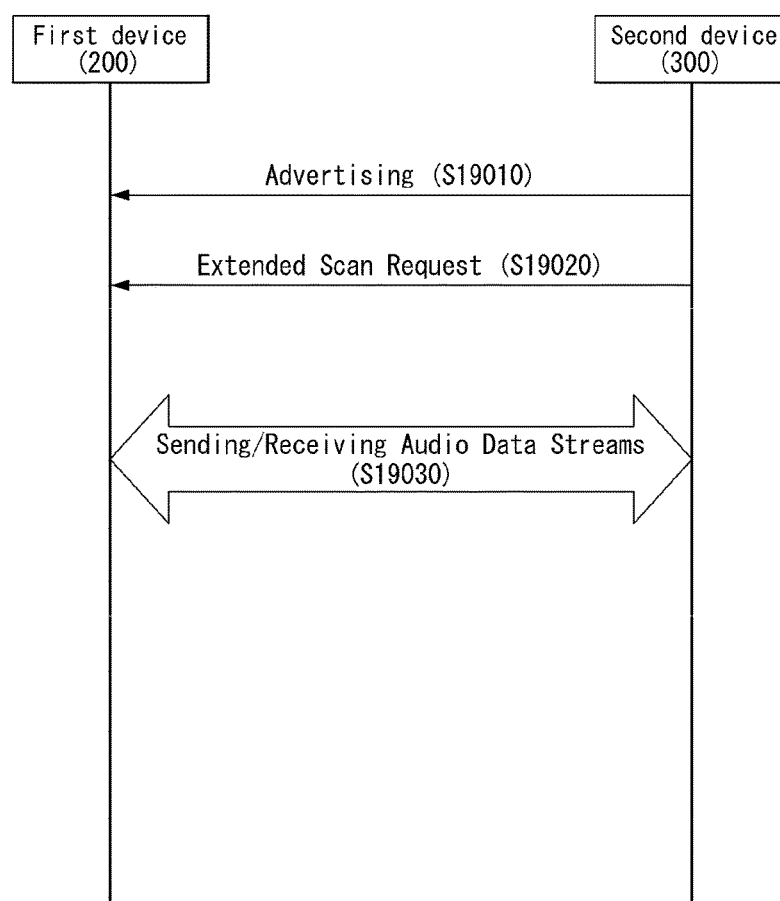 First device
(200)
Second device
(300)
Advertising (S19010)
Extended Scan Request (S19020)
Sending/Receiving Audio Data Streams
(S19030)